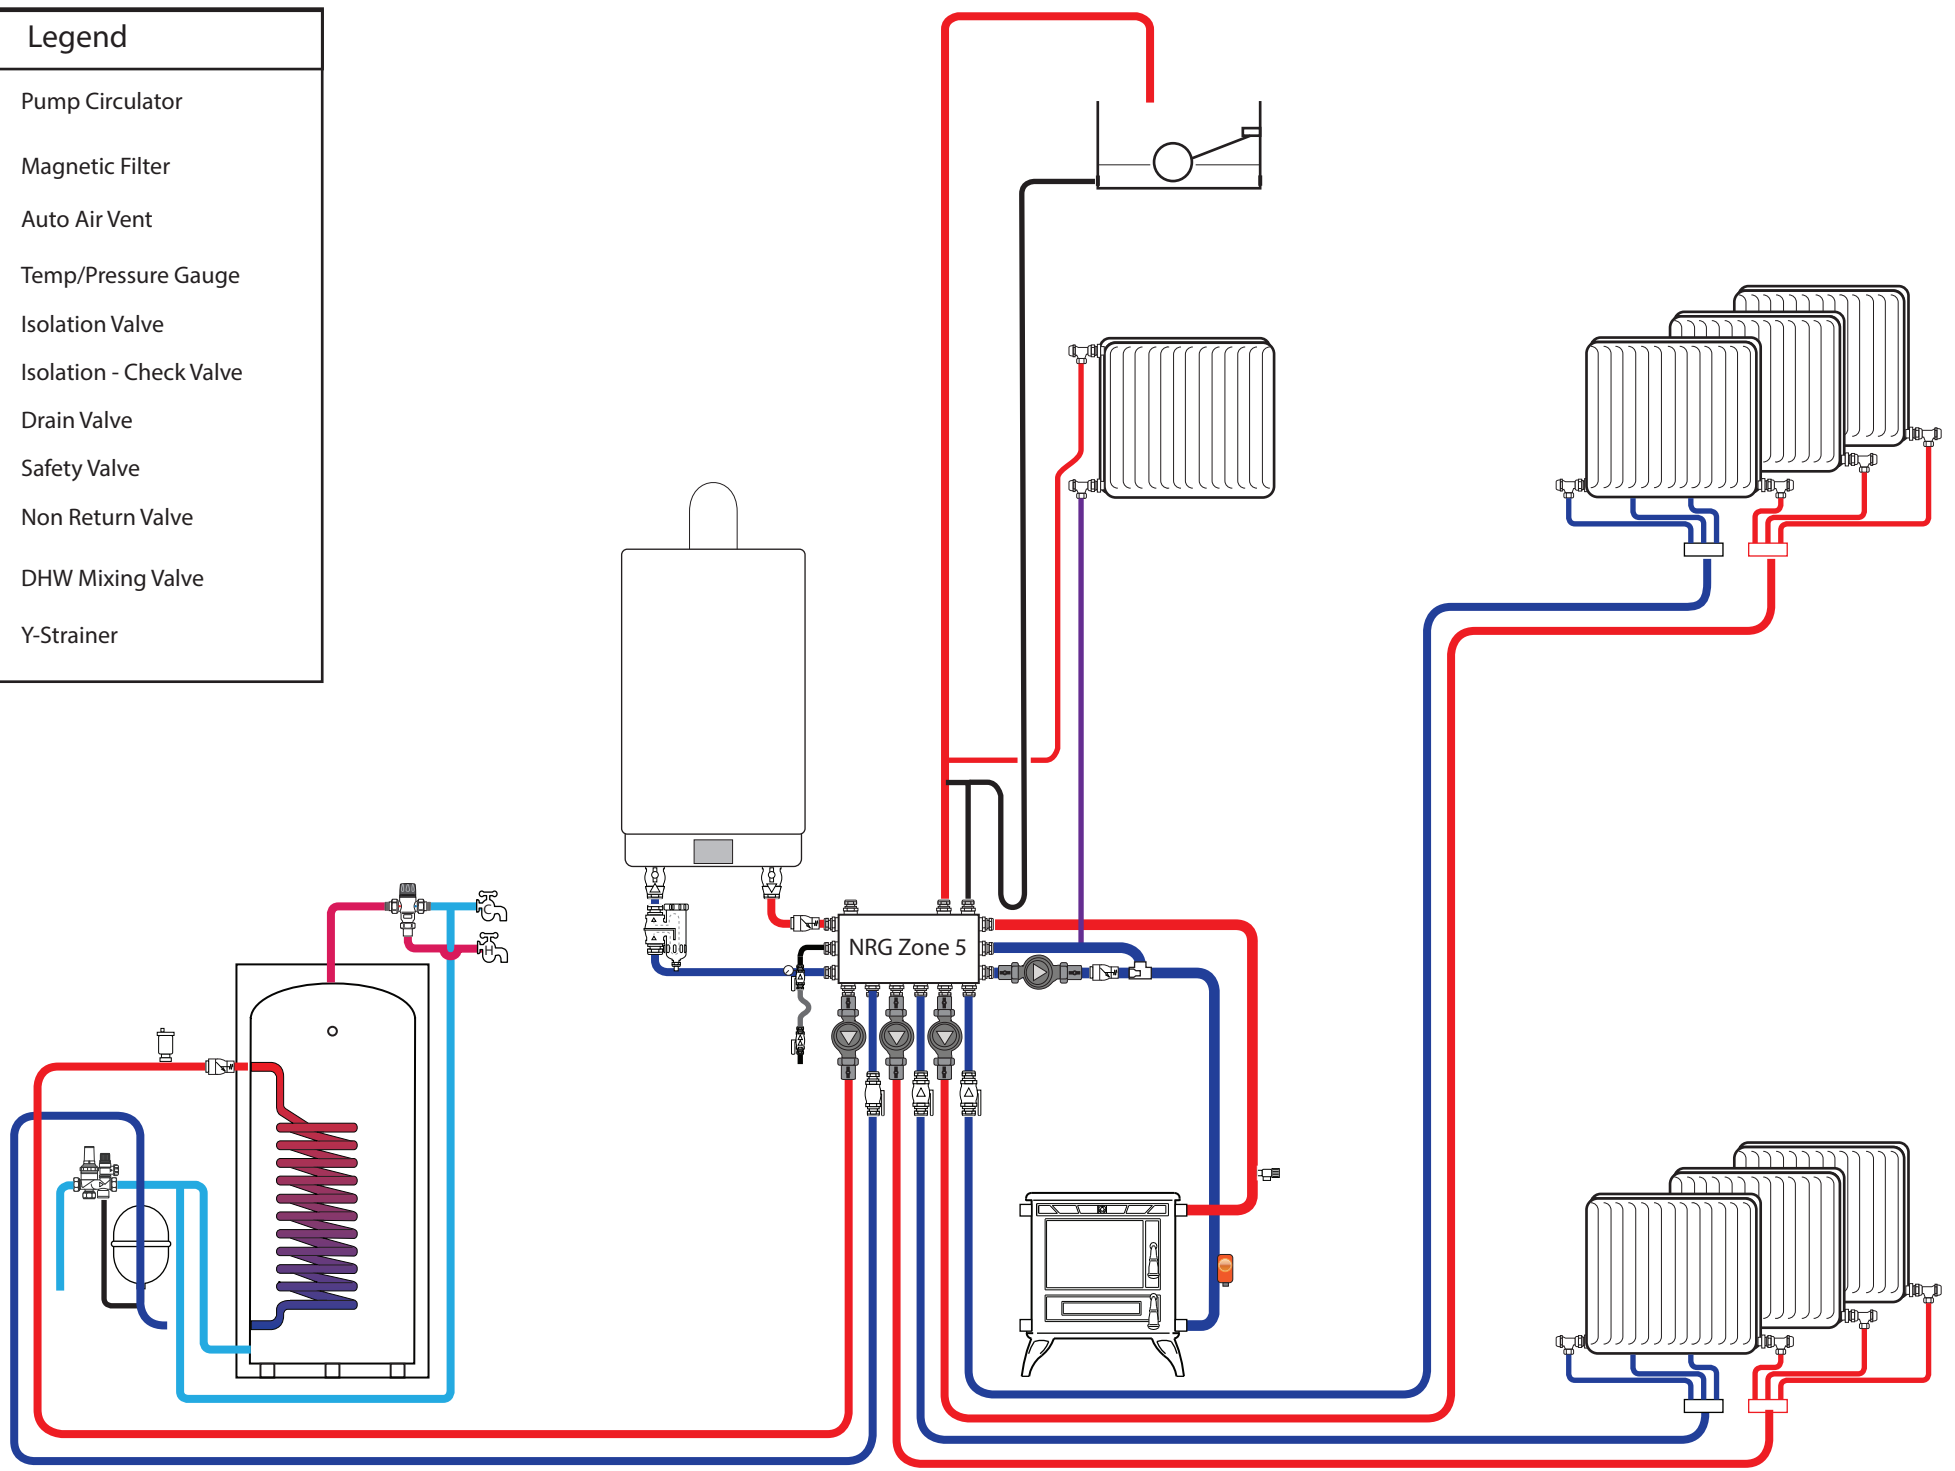 Legend
Pump Circulator
Magnetic Filter
Auto Air Vent
Temp/Pressure Gauge
Isolation Valve
Isolation - Check Valve
Drain Valve
Safety Valve
Non Return Valve
DHW Mixing Valve
Y-Strainer
C
H
NRG Zone 5